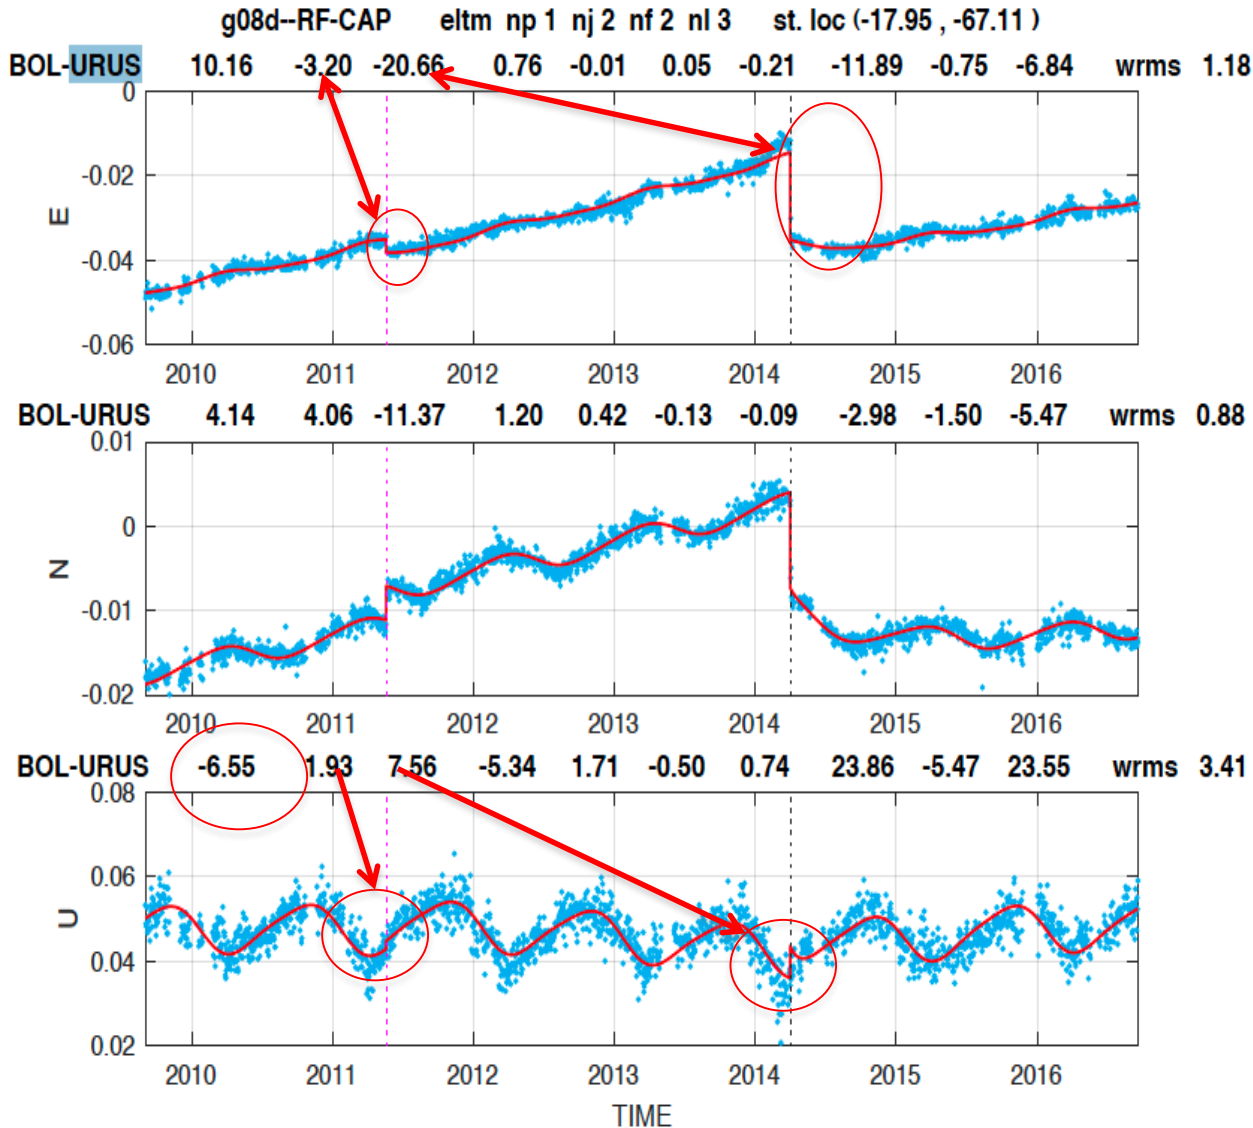 g08d--RF-CAP eltm np 1 nj 2 nf 2 nl 3 st. loc (-17.95 , -67.11 )
BOL-URUS 10.16 -3.20 -20.66 0.76 -0.01 0.05 -0.21 -11.89 -0.75 -6.84 wrms 1.18
0
-0.02
E
-0.04
-0.06
2010 2011 2012 2013 2014 2015 2016
BOL-URUS 4.14 4.06 -11.37 1.20 0.42 -0.13 -0.09 -2.98 -1.50 -5.47 wrms 0.88
0.01
0
N
-0.01
-0.02
2010 2011 2012 2013 2014 2015 2016
BOL-URUS -6.55 1.93 7.56 -5.34 1.71 -0.50 0.74 23.86 -5.47 23.55 wrms 3.41
0.08
0.06
U
0.04
0.02
2010 2011 2012 2013 2014 2015 2016
TIME